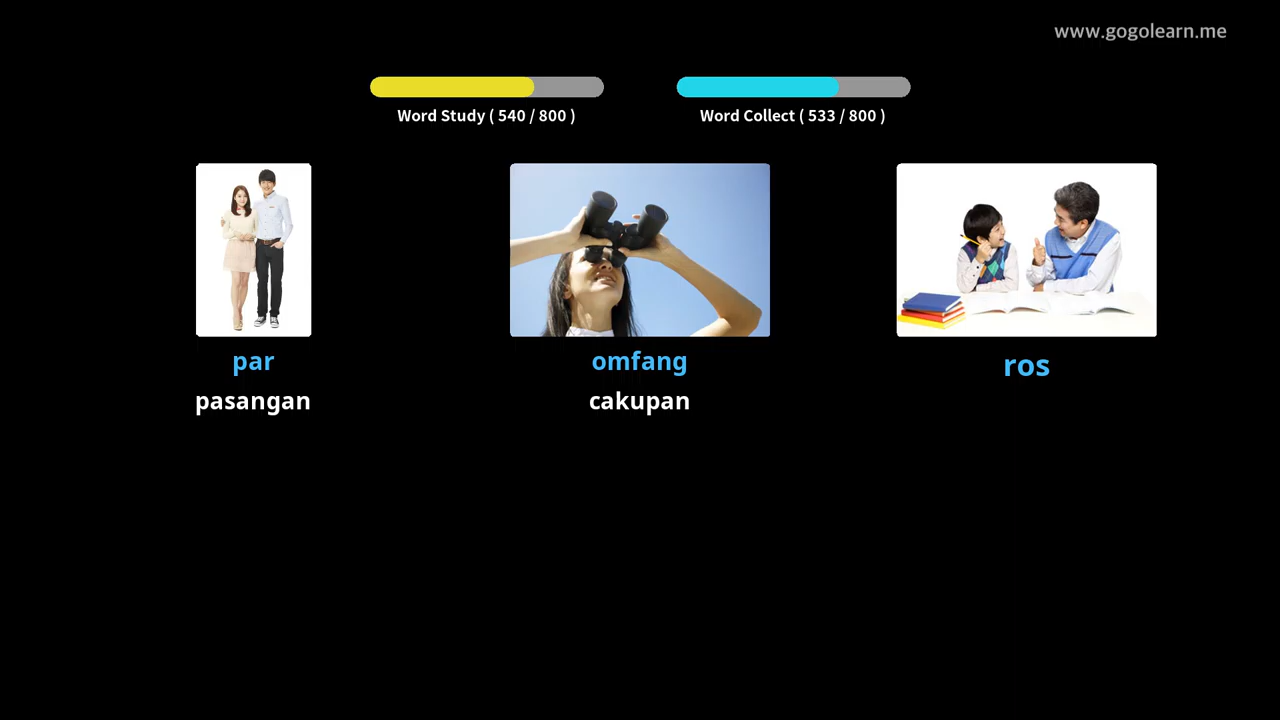 www.gogolearn.me
Word Study ( 540 / 800 )
Word Collect ( 533 / 800 )
par
omfang
ros
pasangan
cakupan